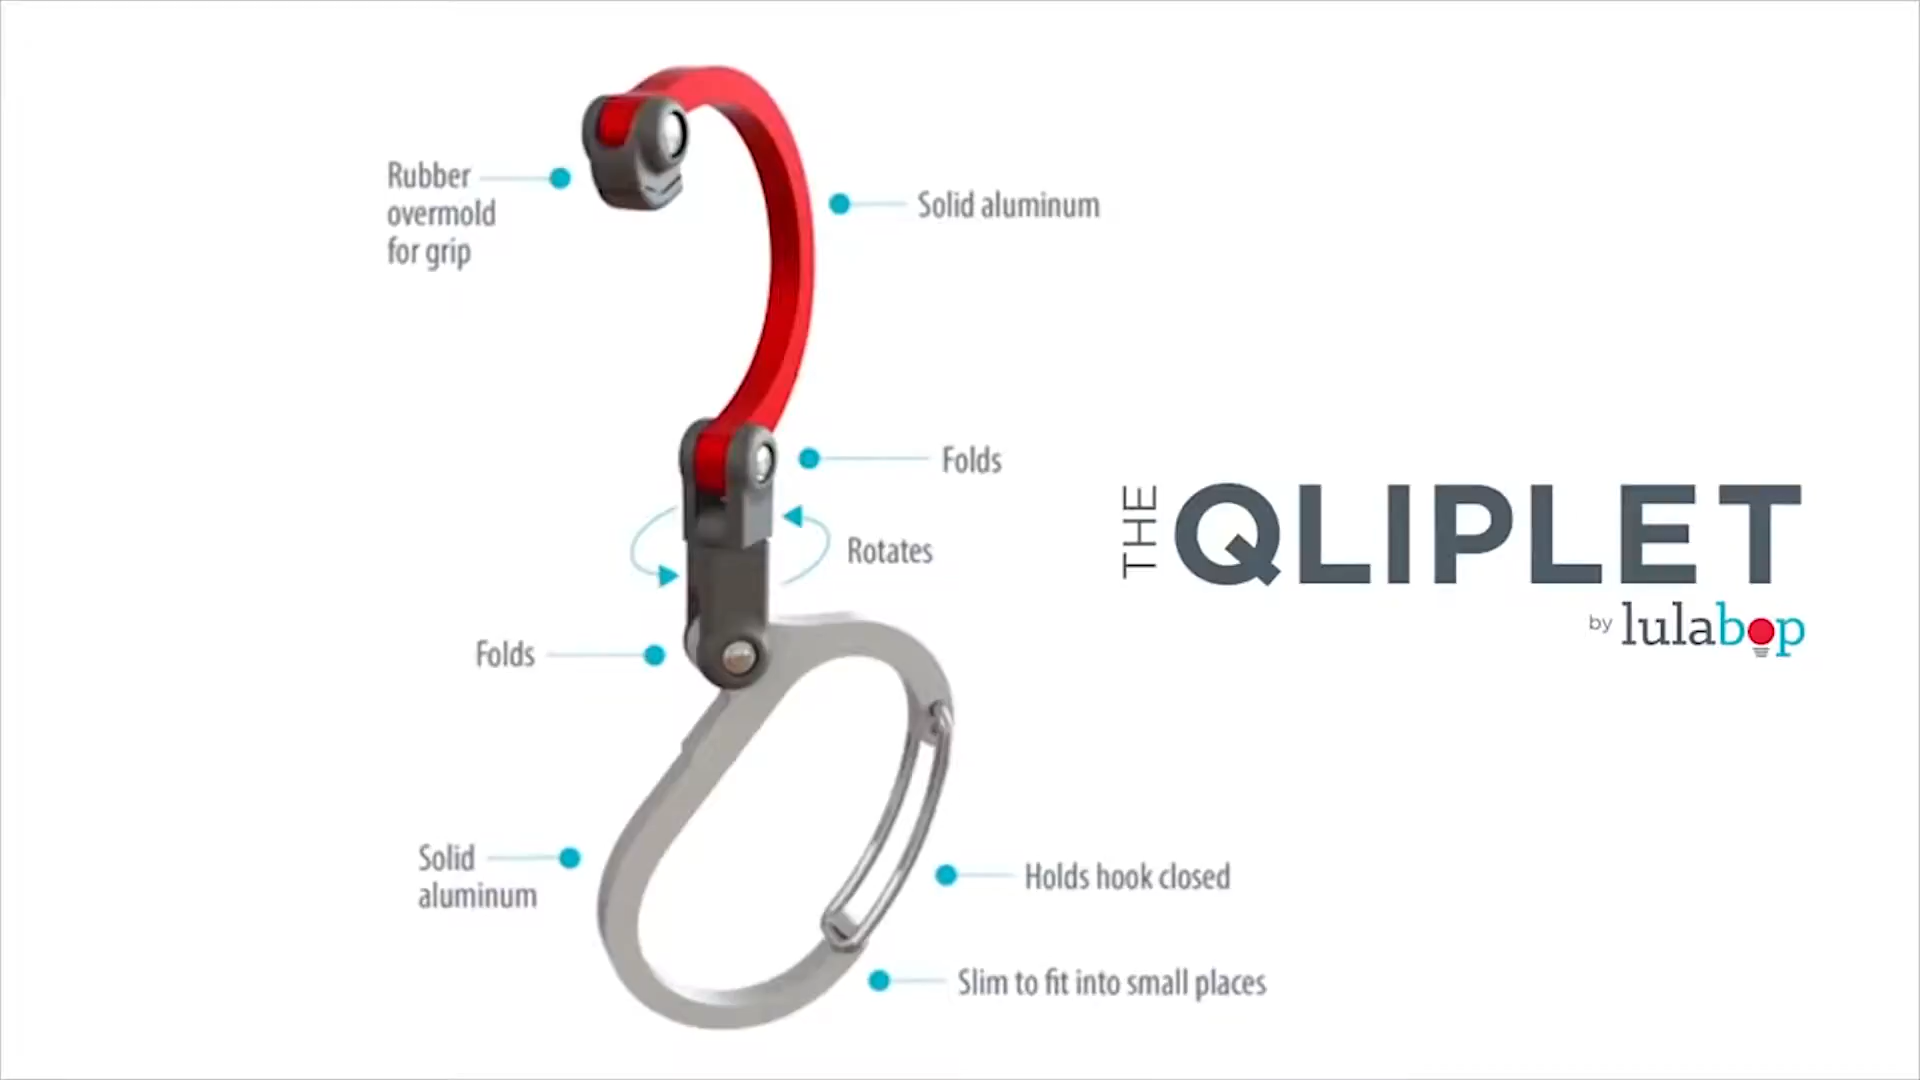 Rubber
overmold
for grip
Solid aluminum
Folds
Rotates
Folds
Solid
aluminum
Holds hook closed
Slim to fit into small places
THE QLIPLET
by lulabop